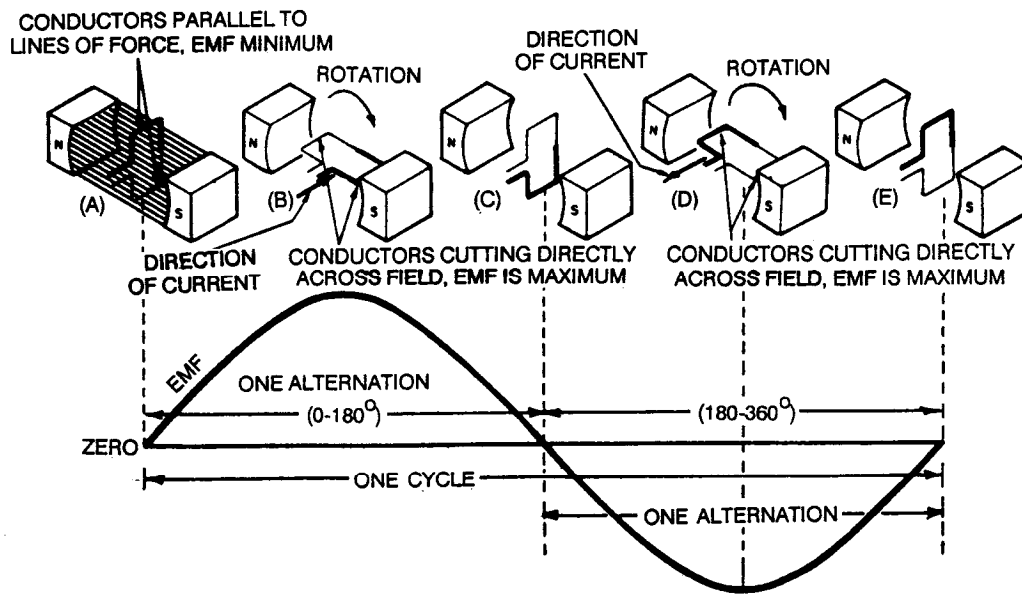 CONDUCTORS PARALLEL TO
LINES OF FORCE, EMF MINIMUM
ROTATION
DIRECTION
OF CURRENT
ROTATION
N
S
(A)
N
S
(B)
N
S
(C)
N
S
(D)
N
S
(E)
DIRECTION
OF CURRENT
CONDUCTORS CUTTING DIRECTLY
ACROSS FIELD, EMF IS MAXIMUM
CONDUCTORS CUTTING DIRECTLY
ACROSS FIELD, EMF IS MAXIMUM
EMF
ONE ALTERNATION
(0-180°)
(180-360°)
ZERO
ONE CYCLE
ONE ALTERNATION